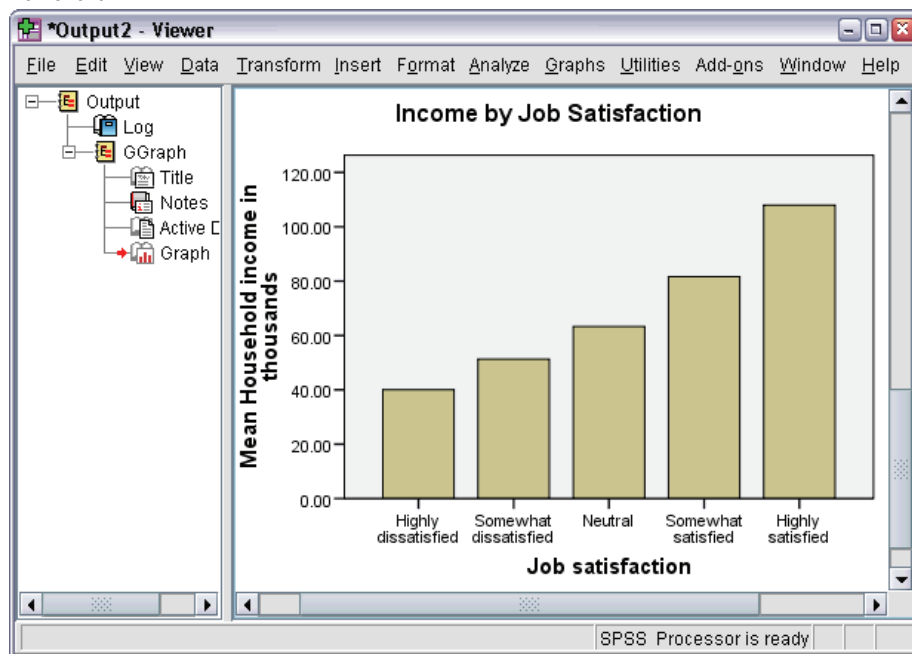 *Output2 - Viewer
File Edit View Data Transform Insert Format Analyze Graphs Utilities Add-ons Window Help
Output
Log
GGraph
Title
Notes
Active D
Graph
Income by Job Satisfaction
Mean Household income in
thousands
120.00
100.00
80.00
60.00
40.00
20.00
0.00
Highly
dissatisfied
Somewhat
dissatisfied
Neutral
Somewhat
satisfied
Highly
satisfied
Job satisfaction
SPSS Processor is ready